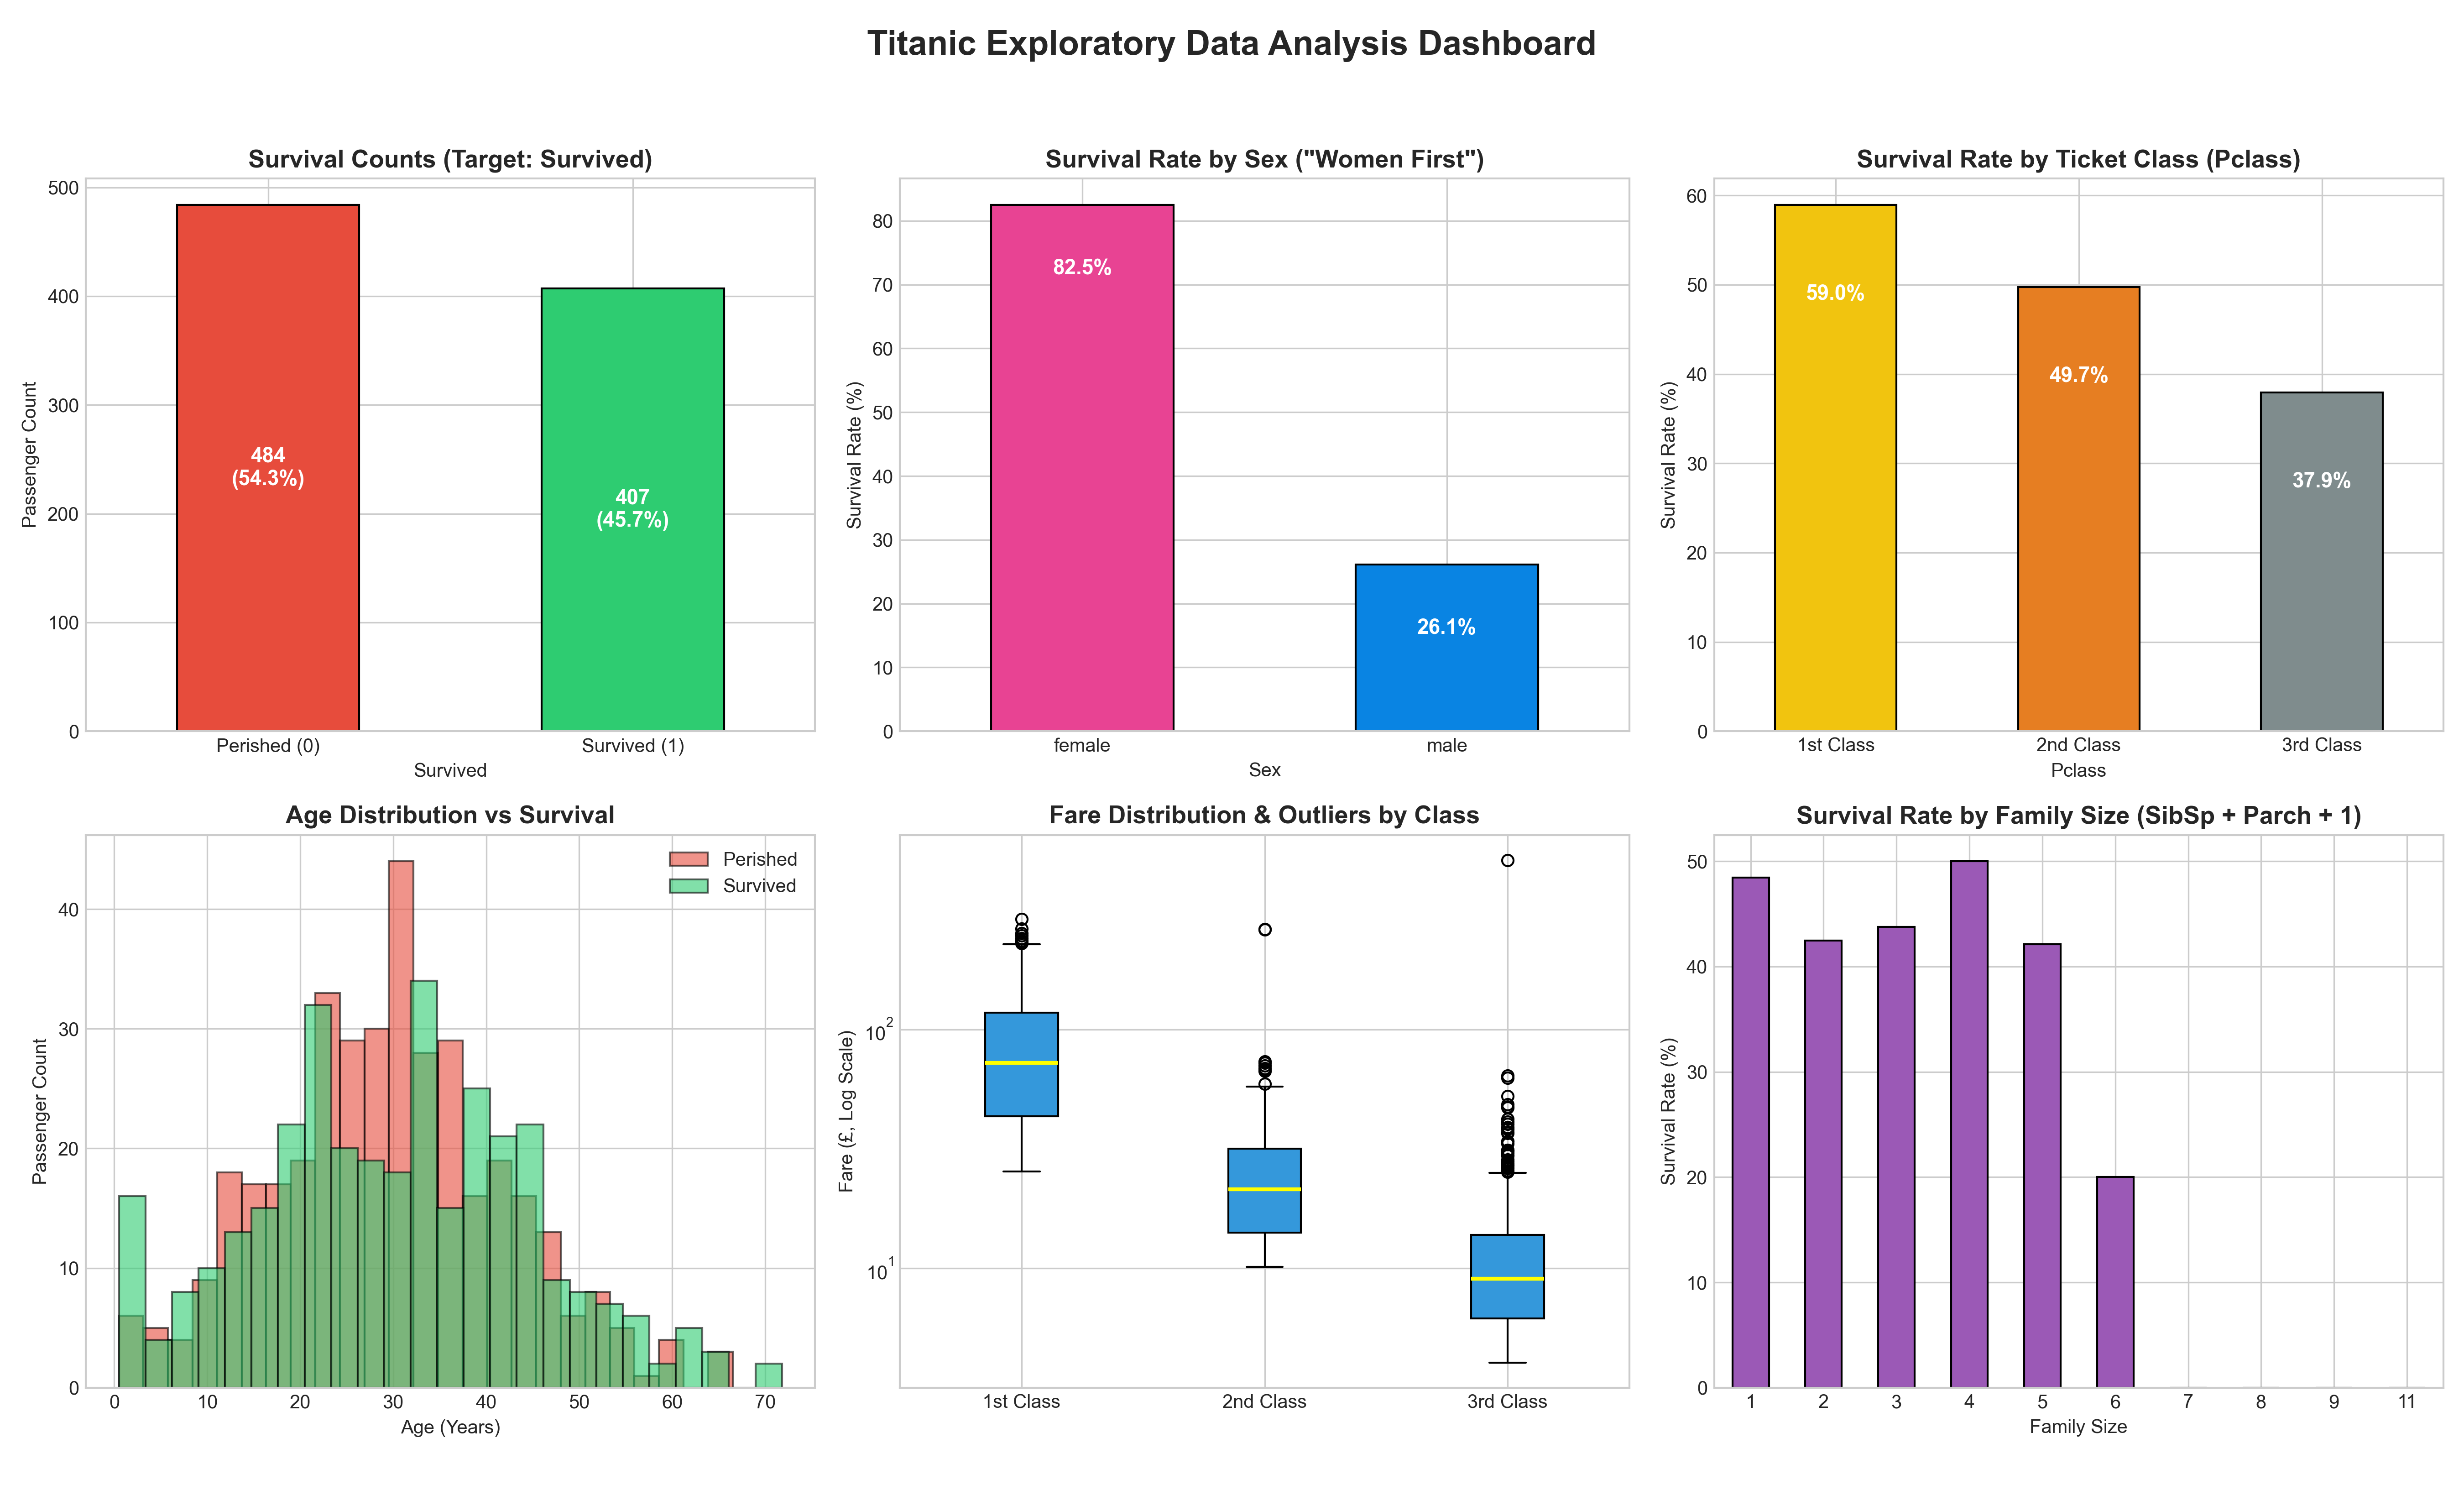 Titanic Exploratory Data Analysis Dashboard
Survival Counts (Target: Survived)
500
400
300
200
100
0
Passenger Count
484
(54.3%)
407
(45.7%)
Perished (0)
Survived (1)
Survived
Survival Rate by Sex ("Women First")
80
70
60
50
40
30
20
10
0
Survival Rate (%)
82.5%
26.1%
female
male
Sex
Survival Rate by Ticket Class (Pclass)
60
50
40
30
20
10
0
Survival Rate (%)
59.0%
49.7%
37.9%
1st Class
2nd Class
3rd Class
Pclass
Age Distribution vs Survival
Perished
Survived
40
30
20
10
0
Passenger Count
0 10 20 30 40 50 60 70
Age (Years)
Fare Distribution & Outliers by Class
10²
10¹
Fare (£, Log Scale)
1st Class
2nd Class
3rd Class
Survival Rate by Family Size (SibSp + Parch + 1)
50
40
30
20
10
0
Survival Rate (%)
1 2 3 4 5 6 7 8 9 11
Family Size